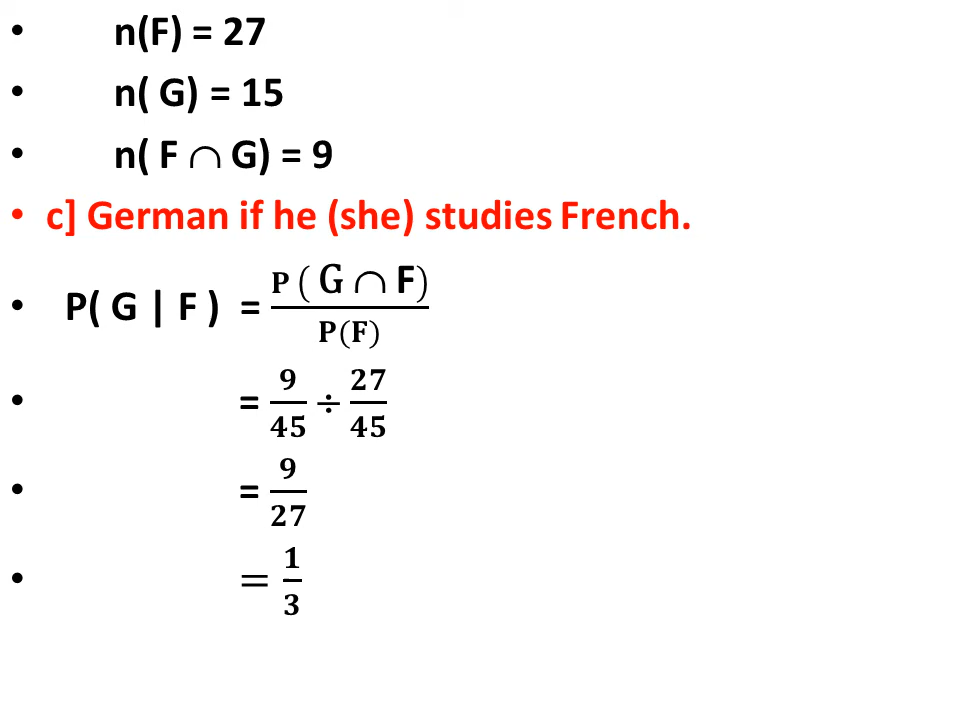 • n(F) = 27
• n( G) = 15
• n( F ∩ G) = 9
• c] German if he (she) studies French.
• P( G | F ) = P ( G ∩ F) / P(F)
• = 9/45 ÷ 27/45
• = 9/27
• = 1/3